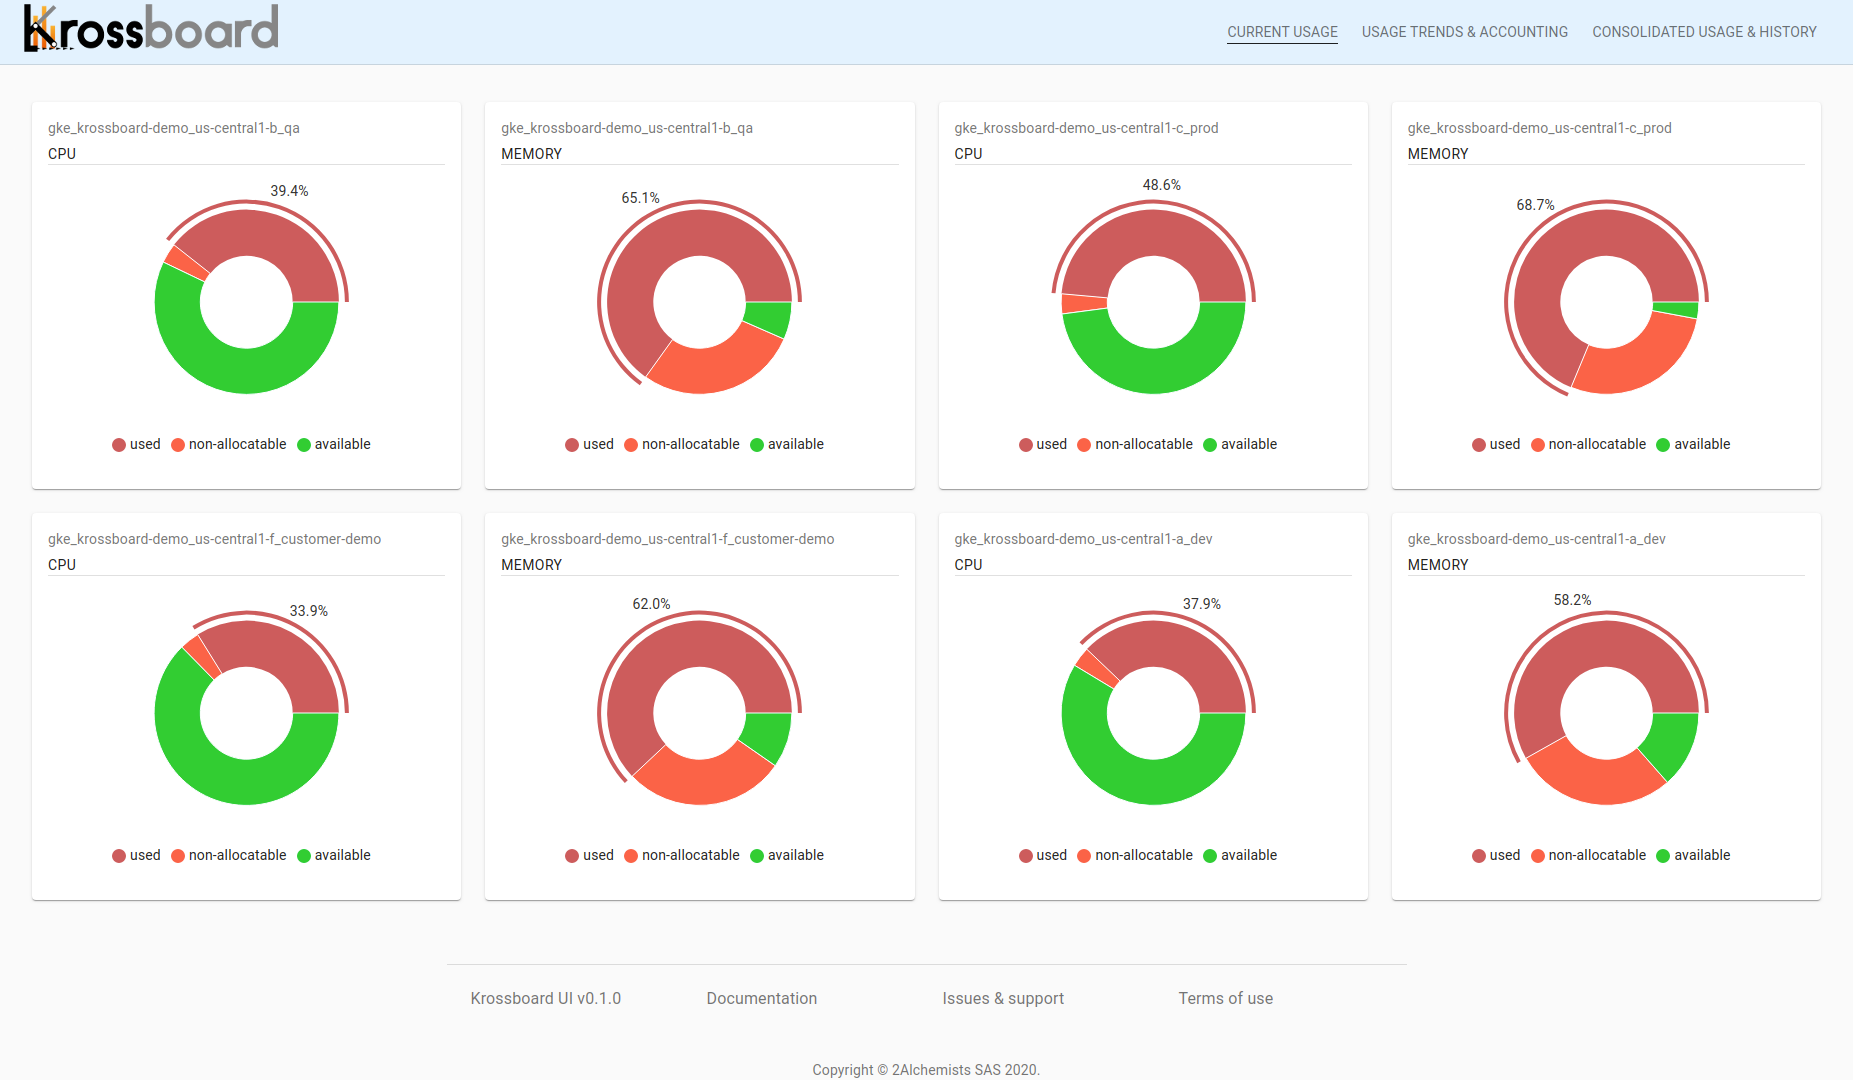 Krossboard
CURRENT USAGE USAGE TRENDS & ACCOUNTING CONSOLIDATED USAGE & HISTORY
gke_krossboard-demo_us-central1-b_qa
CPU
39.4%
used non-allocatable available
gke_krossboard-demo_us-central1-b_qa
MEMORY
65.1%
used non-allocatable available
gke_krossboard-demo_us-central1-c_prod
CPU
48.6%
used non-allocatable available
gke_krossboard-demo_us-central1-c_prod
MEMORY
68.7%
used non-allocatable available
gke_krossboard-demo_us-central1-f_customer-demo
CPU
33.9%
used non-allocatable available
gke_krossboard-demo_us-central1-f_customer-demo
MEMORY
62.0%
used non-allocatable available
gke_krossboard-demo_us-central1-a_dev
CPU
37.9%
used non-allocatable available
gke_krossboard-demo_us-central1-a_dev
MEMORY
58.2%
used non-allocatable available
Krossboard UI v0.1.0 Documentation Issues & support Terms of use
Copyright © 2Alchemists SAS 2020.